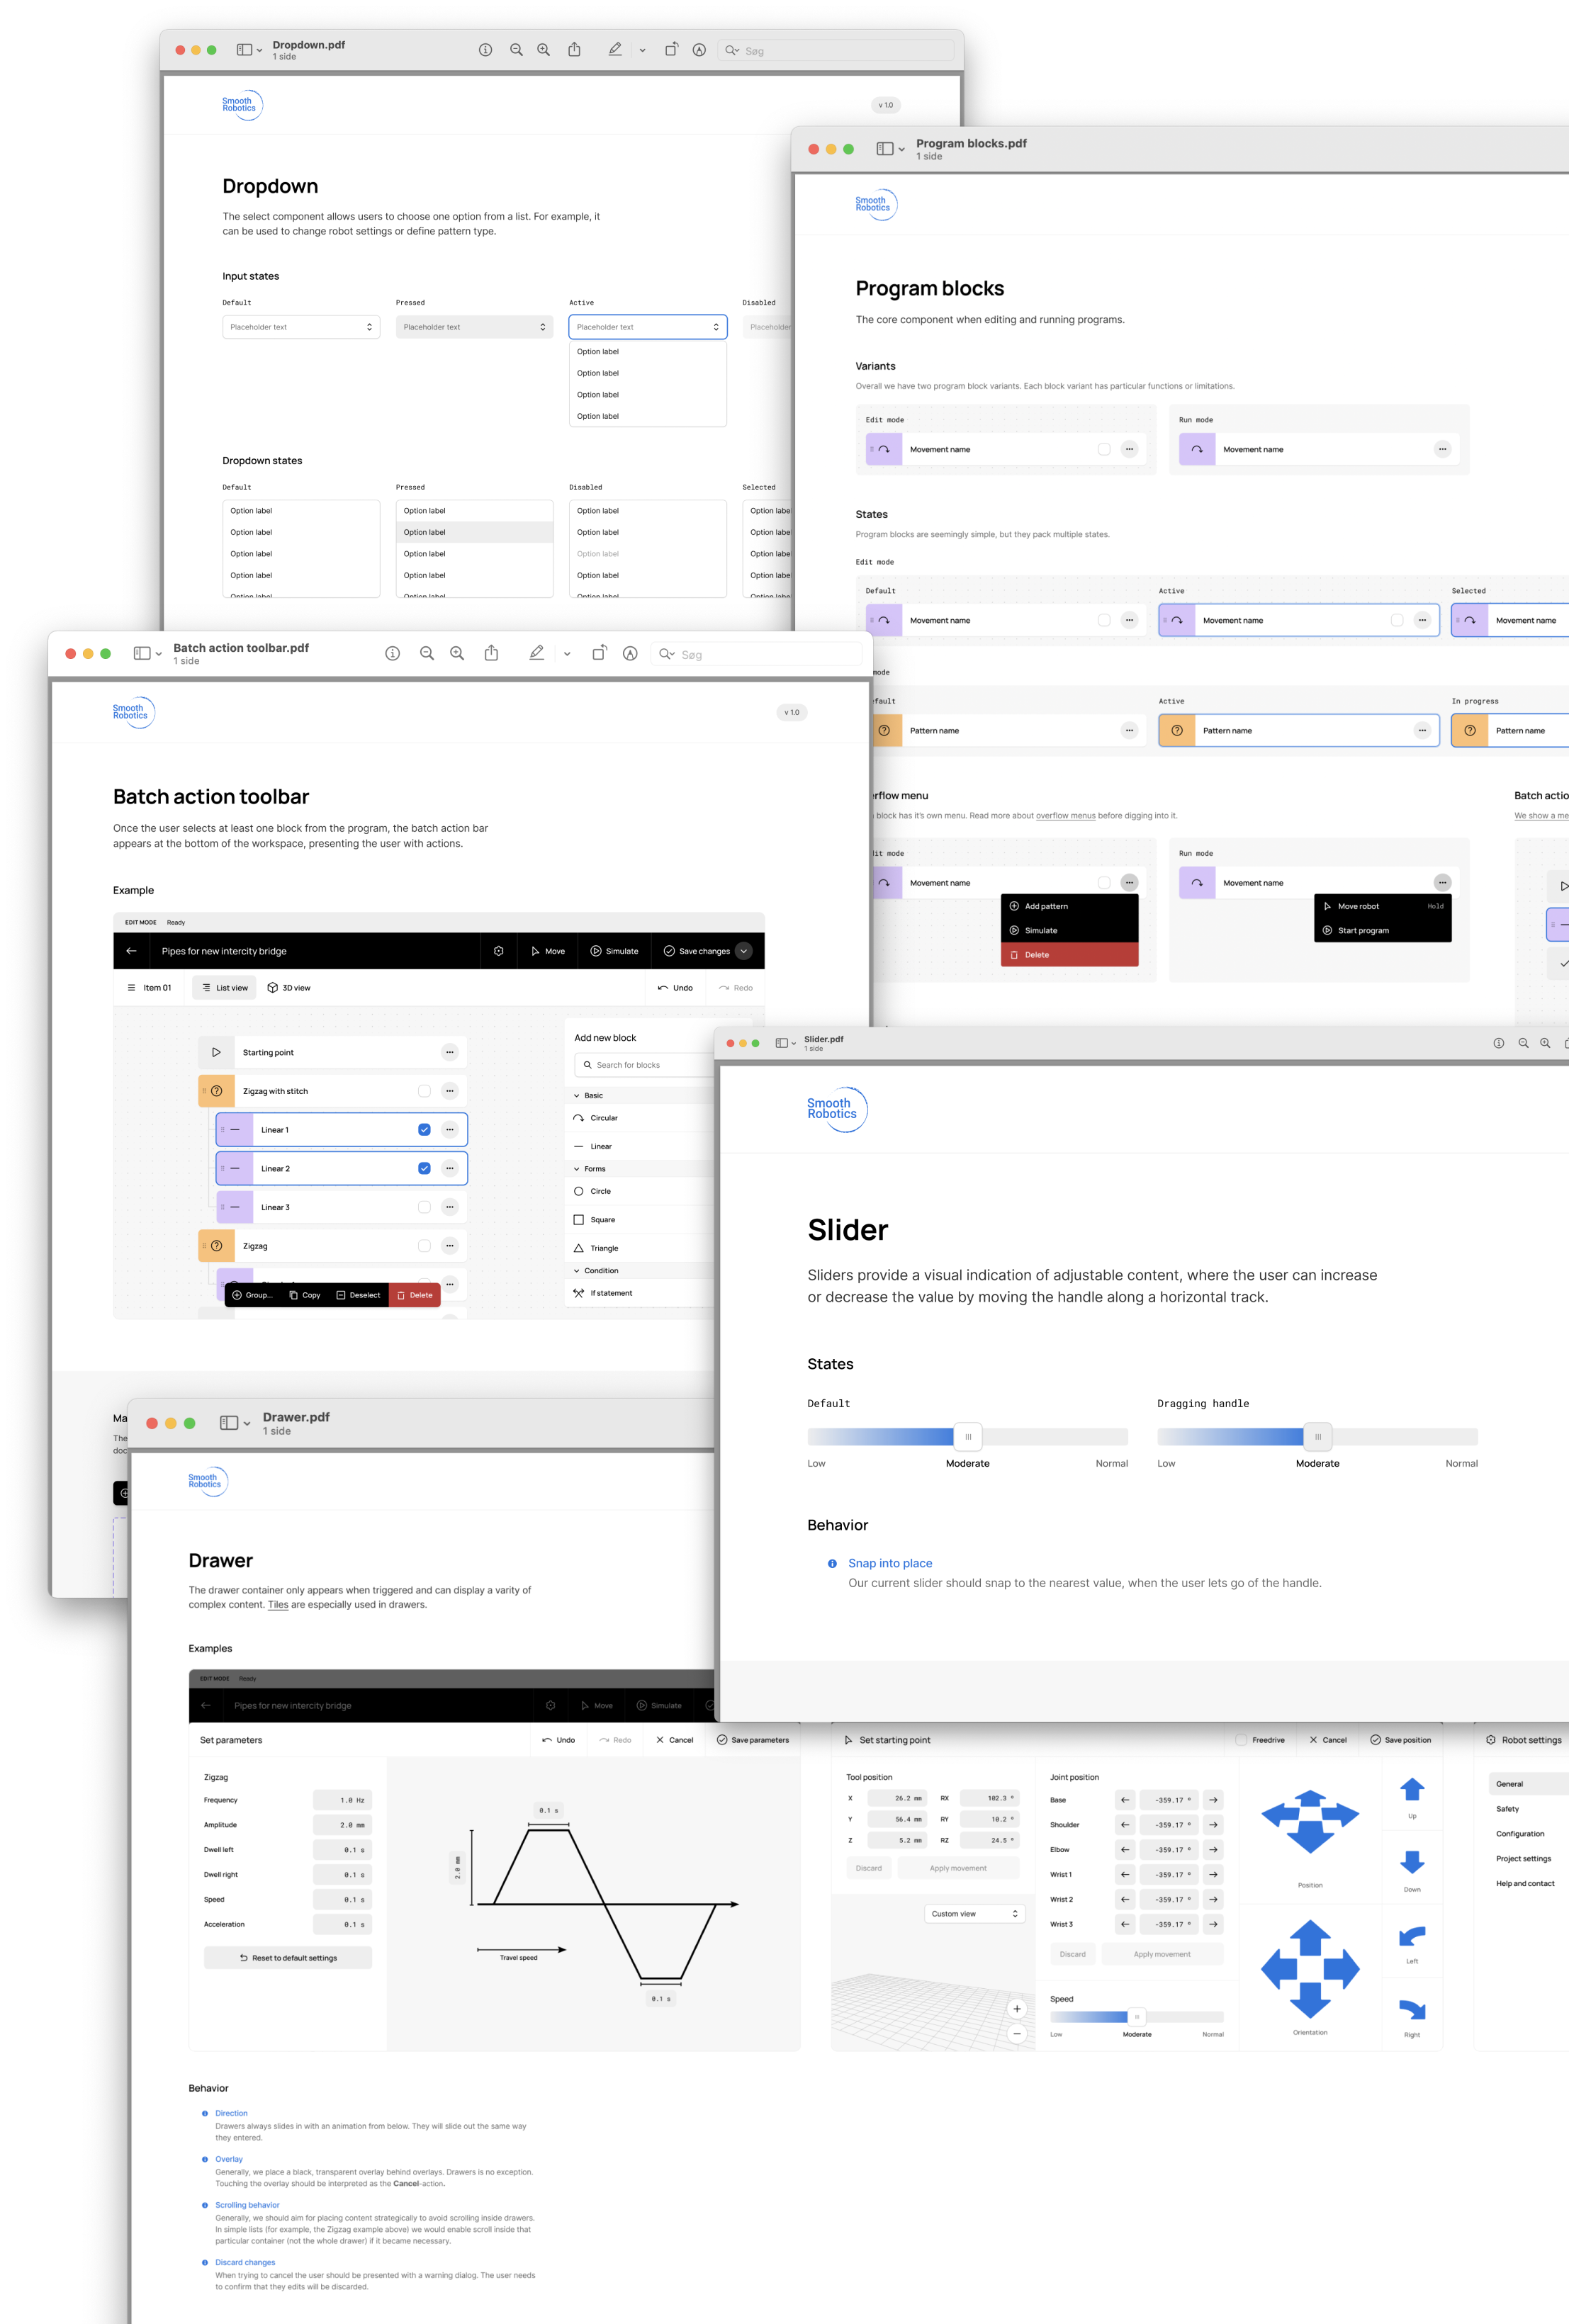 Dropdown.pdf
1 side
Søg
Smooth
Robotics
v 1.0
Dropdown
The select component allows users to choose one option from a list. For example, it
can be used to change robot settings or define pattern type.
Input states
Default Pressed Active Disabled
Placeholder text Placeholder text Placeholder text Placeholder
Option label
Option label
Option label
Option label
Dropdown states
Default Pressed Disabled Selected
Option label Option label Option label Option labe
Option label Option label Option label Option labe
Option label Option label Option label Option labe
Option label Option label Option label Option labe
Option label Option label Option label Option labe
Program blocks.pdf
1 side
Smooth
Robotics
Program blocks
The core component when editing and running programs.
Variants
Overall we have two program block variants. Each block variant has particular functions or limitations.
Edit mode Run mode
Movement name Movement name
States
Program blocks are seemingly simple, but they pack multiple states.
Edit mode
Default Active Selected
Movement name Movement name Movement name
mode
efault Active In progress
Pattern name Pattern name Pattern name
rflow menu
block has it's own menu. Read more about overflow menus before digging into it.
dit mode Run mode
Movement name Movement name
Add pattern
Simulate
Delete
Move robot Hold
Start program
Batch actio
We show a me
Batch action toolbar.pdf
1 side
Søg
Smooth
Robotics
v 1.0
Batch action toolbar
Once the user selects at least one block from the program, the batch action bar
appears at the bottom of the workspace, presenting the user with actions.
Example
EDIT MODE Ready
Pipes for new intercity bridge Move Simulate Save changes
Item 01 List view 3D view Undo Redo
Starting point
Zigzag with stitch
Linear 1
Linear 2
Linear 3
Zigzag
Group... Copy Deselect Delete
Add new block
Search for blocks
Basic
Circular
Linear
Forms
Circle
Square
Triangle
Condition
If statement
Ma
The
doc
Slider.pdf
1 side
Smooth
Robotics
Slider
Sliders provide a visual indication of adjustable content, where the user can increase
or decrease the value by moving the handle along a horizontal track.
States
Default Dragging handle
Low Moderate Normal Low Moderate Normal
Behavior
Snap into place
Our current slider should snap to the nearest value, when the user lets go of the handle.
Drawer.pdf
1 side
Smooth
Robotics
Drawer
The drawer container only appears when triggered and can display a varity of
complex content. Tiles are especially used in drawers.
Examples
EDIT MODE Ready
Pipes for new intercity bridge Move Simulate
Set parameters Undo Redo Cancel Save parameters
Zigzag
Frequency 1.0 Hz
Amplitude 2.0 mm
Dwell left 0.1 s
Dwell right 0.1 s
Speed 0.1 s
Acceleration 0.1 s
Reset to default settings
0.1 s
2.0 mm
Travel speed
0.1 s
Set starting point Freedrive Cancel Save position
Tool position
X 26.2 mm RX 102.3 °
Y 56.4 mm RY 10.2 °
Z 5.2 mm RZ 24.5 °
Discard Apply movement
Custom view
Joint position
Base -359.17 °
Shoulder -359.17 °
Elbow -359.17 °
Wrist 1 -359.17 °
Wrist 2 -359.17 °
Wrist 3 -359.17 °
Discard Apply movement
Speed
Low Moderate Normal
Position
Orientation
Up
Down
Left
Right
Robot settings
General
Safety
Configuration
Project settings
Help and contact
Behavior
Direction
Drawers always slides in with an animation from below. They will slide out the same way
they entered.
Overlay
Generally, we place a black, transparent overlay behind overlays. Drawers is no exception.
Touching the overlay should be interpreted as the Cancel-action.
Scrolling behavior
Generally, we should aim for placing content strategically to avoid scrolling inside drawers.
In simple lists (for example, the Zigzag example above) we would enable scroll inside that
particular container (not the whole drawer) if it became necessary.
Discard changes
When trying to cancel the user should be presented with a warning dialog. The user needs
to confirm that they edits will be discarded.